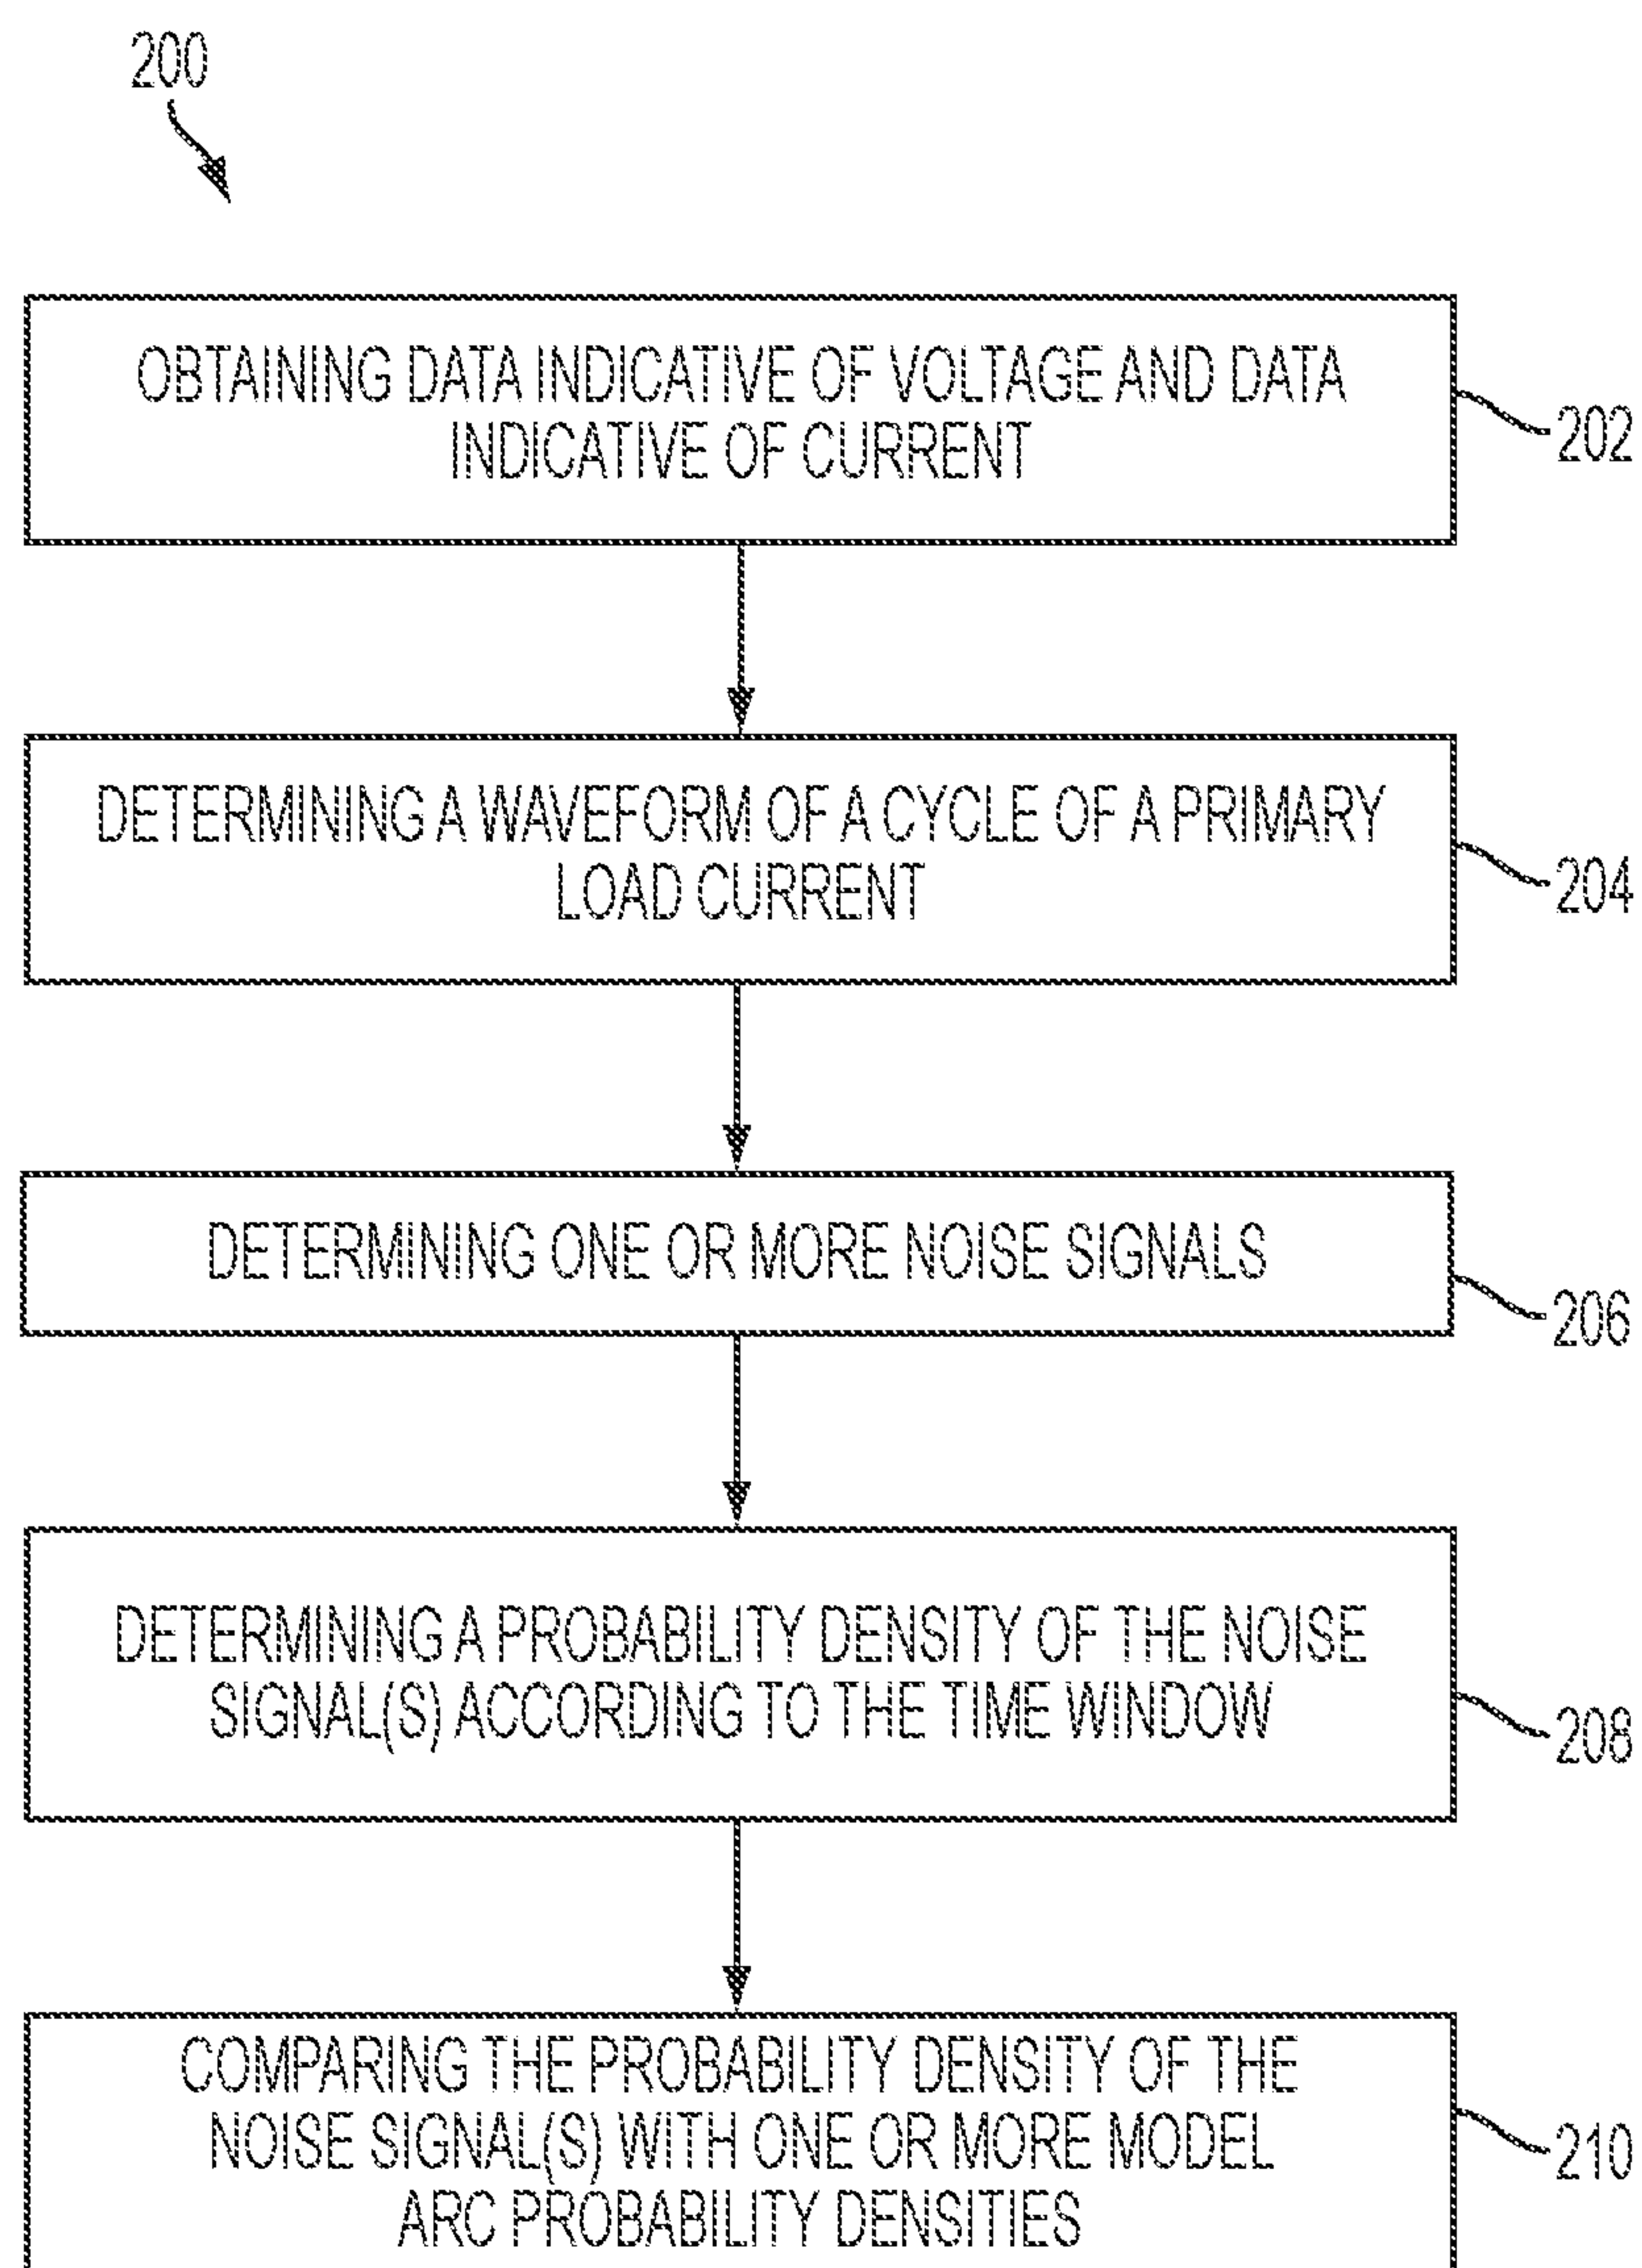 200
OBTAINING DATA INDICATIVE OF VOLTAGE AND DATA
INDICATIVE OF CURRENT
202
DETERMINING A WAVEFORM OF A CYCLE OF A PRIMARY
LOAD CURRENT
204
DETERMINING ONE OR MORE NOISE SIGNALS
206
DETERMINING A PROBABILITY DENSITY OF THE NOISE
SIGNAL(S) ACCORDING TO THE TIME WINDOW
208
COMPARING THE PROBABILITY DENSITY OF THE
NOISE SIGNAL(S) WITH ONE OR MORE MODEL
ARC PROBABILITY DENSITIES
210